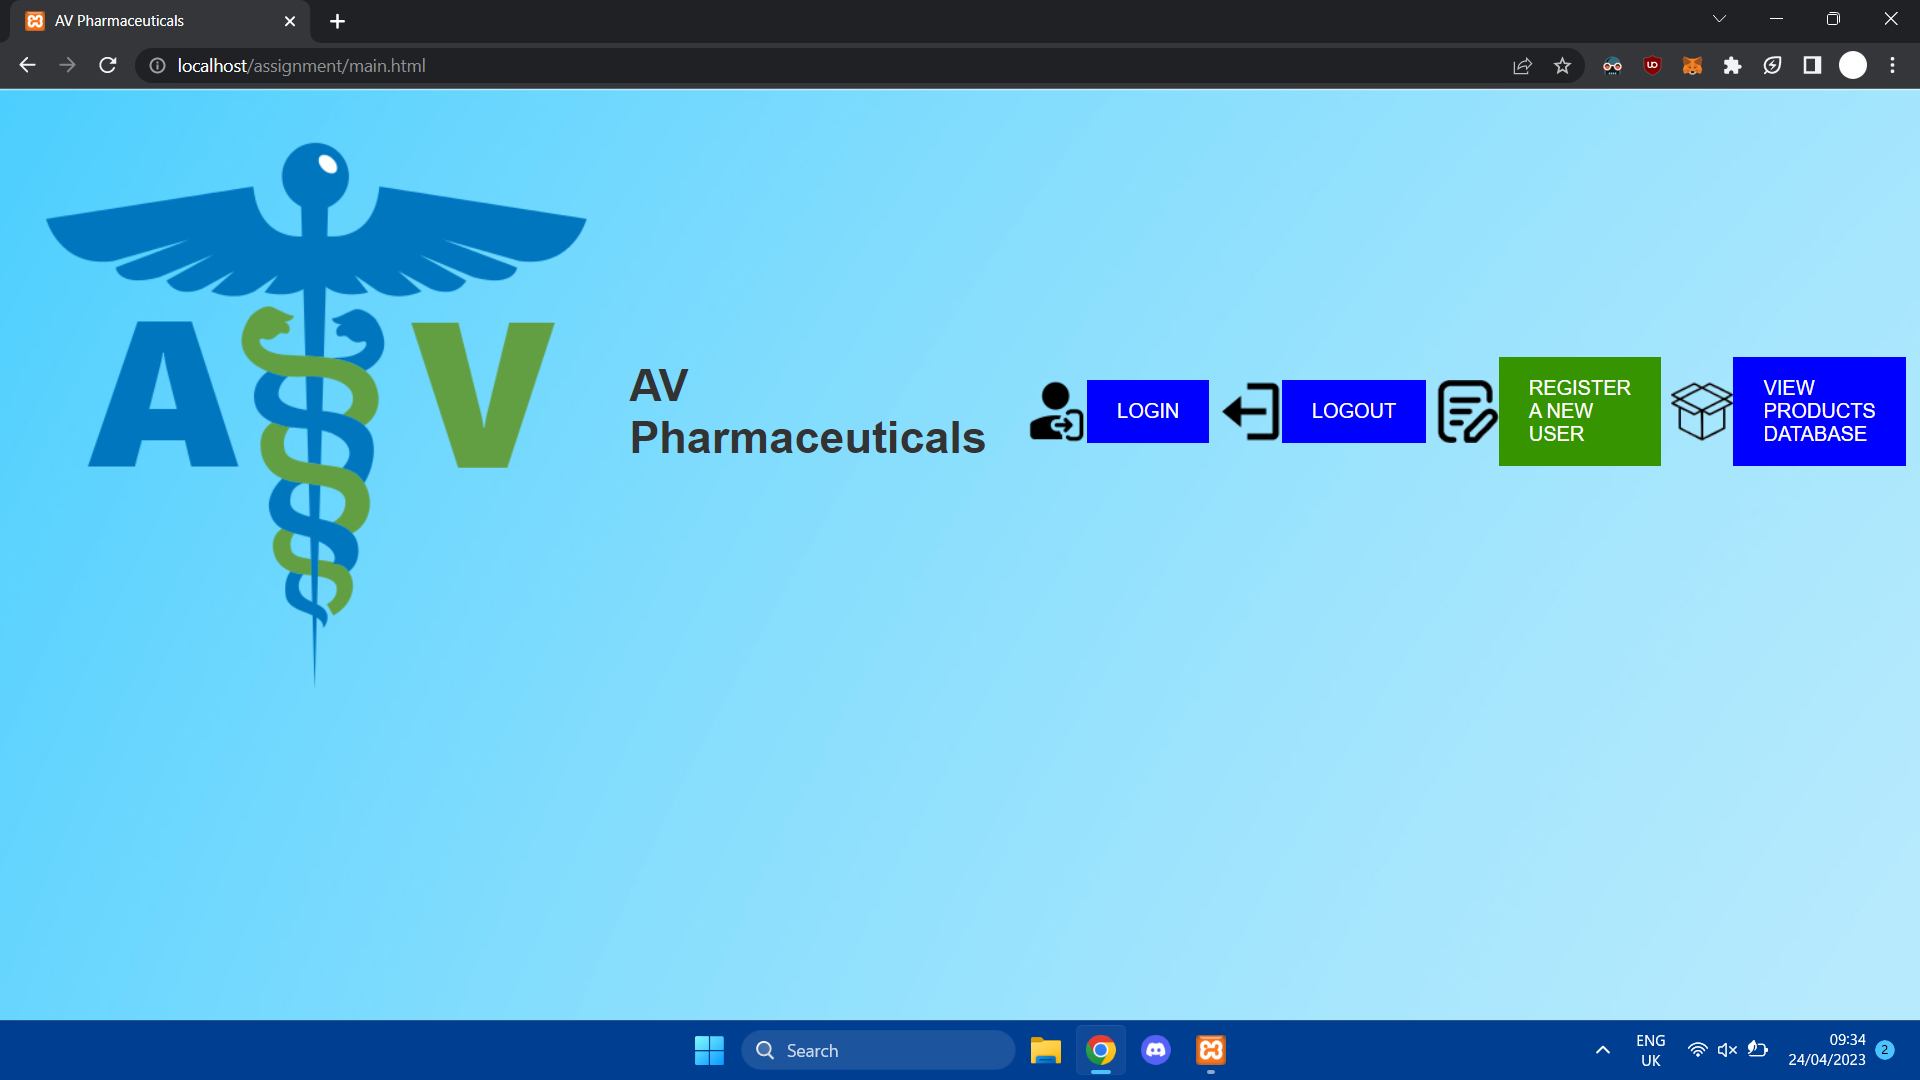 AV Pharmaceuticals
localhost/assignment/main.html
A V
AV
Pharmaceuticals
LOGIN
LOGOUT
REGISTER
A NEW
USER
VIEW
PRODUCTS
DATABASE
Search
ENG
UK
09:34
24/04/2023
2